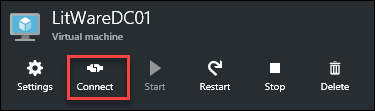 LitWareDC01
Virtual machine
Settings Connect Start Restart Stop Delete